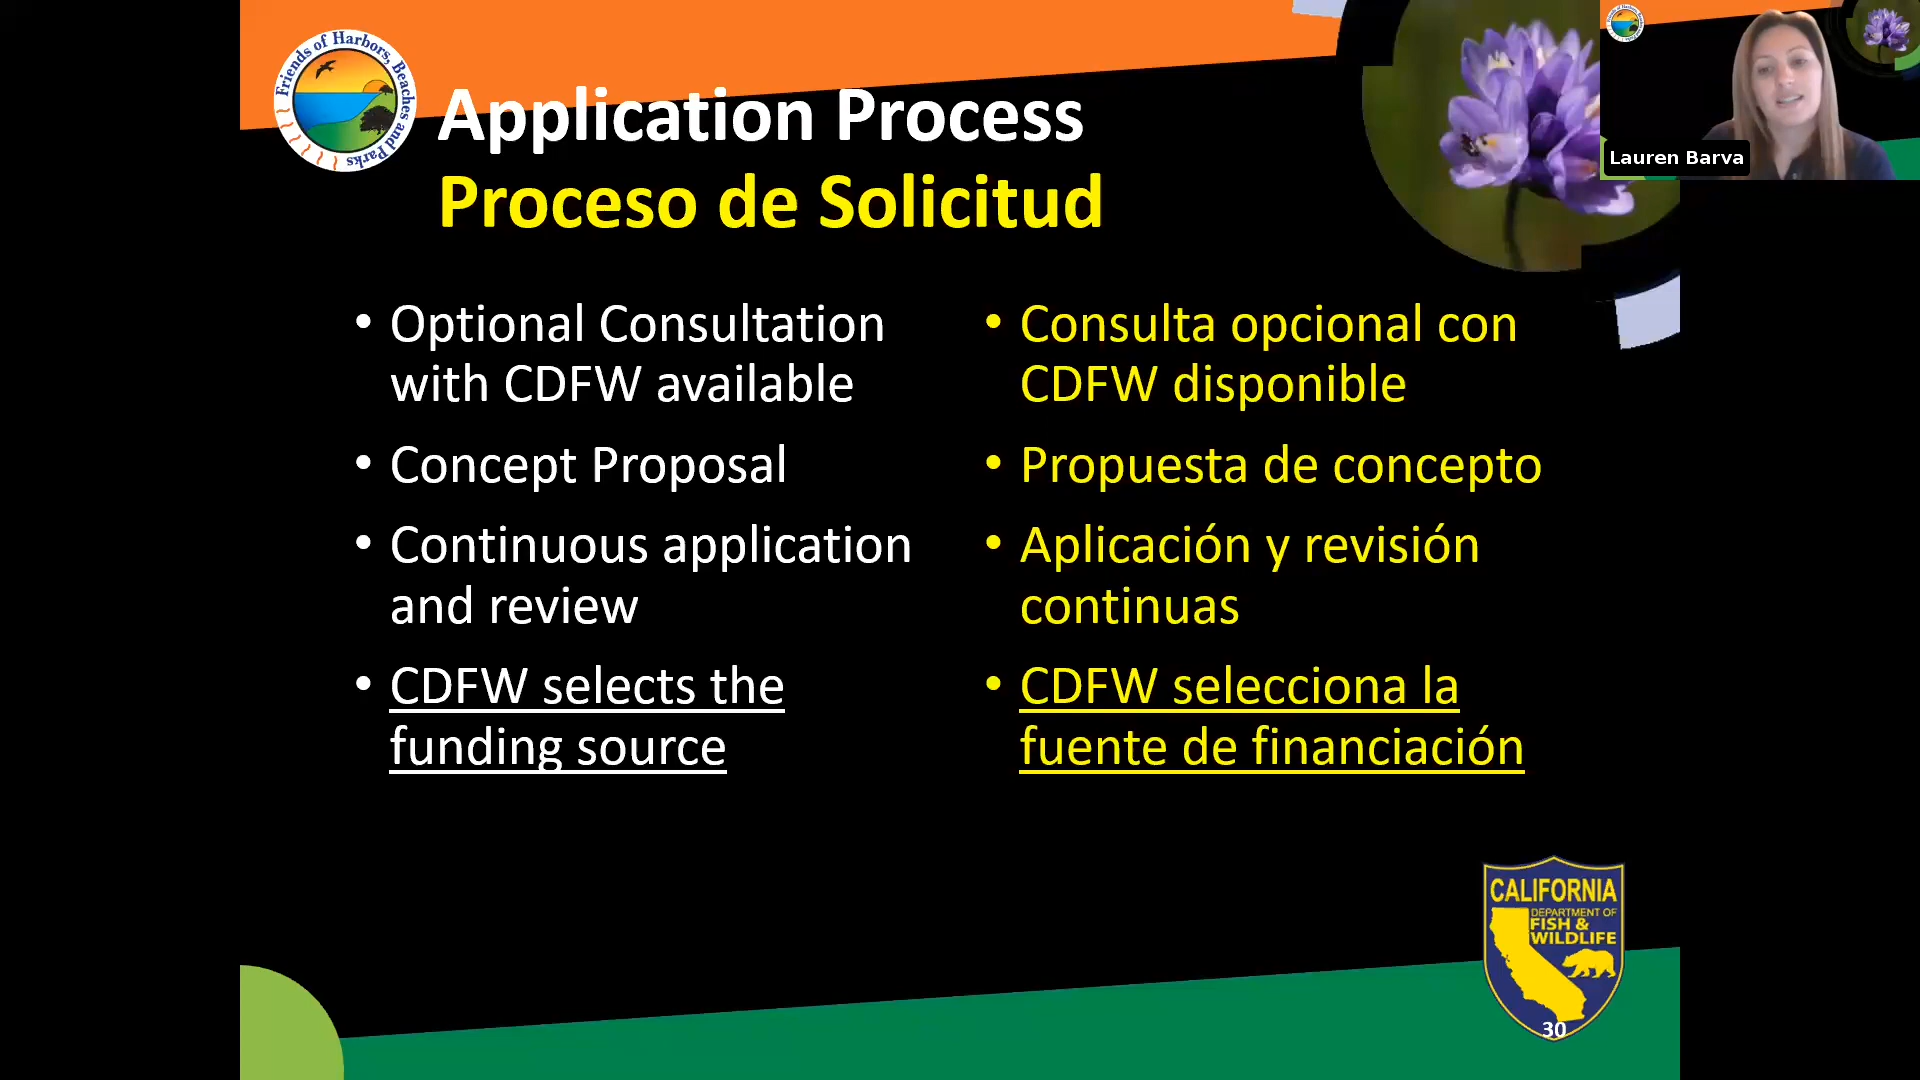 Friends of Harbors, Beaches and Parks
Application Process
Proceso de Solicitud
Lauren Barva
• Optional Consultation
with CDFW available
• Concept Proposal
• Continuous application
and review
• CDFW selects the
funding source
• Consulta opcional con
CDFW disponible
• Propuesta de concepto
• Aplicación y revisión
continuas
• CDFW selecciona la
fuente de financiación
CALIFORNIA
DEPARTMENT OF
FISH &
WILDLIFE
30